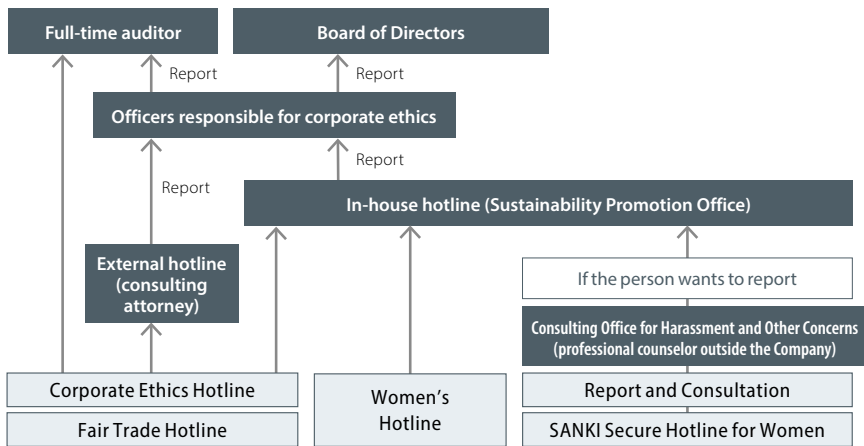 Full-time auditor
Board of Directors
Report
Report
Officers responsible for corporate ethics
Report
Report
In-house hotline (Sustainability Promotion Office)
External hotline
(consulting
attorney)
If the person wants to report
Consulting Office for Harassment and Other Concerns
(professional counselor outside the Company)
Corporate Ethics Hotline
Fair Trade Hotline
Women's
Hotline
Report and Consultation
SANKI Secure Hotline for Women